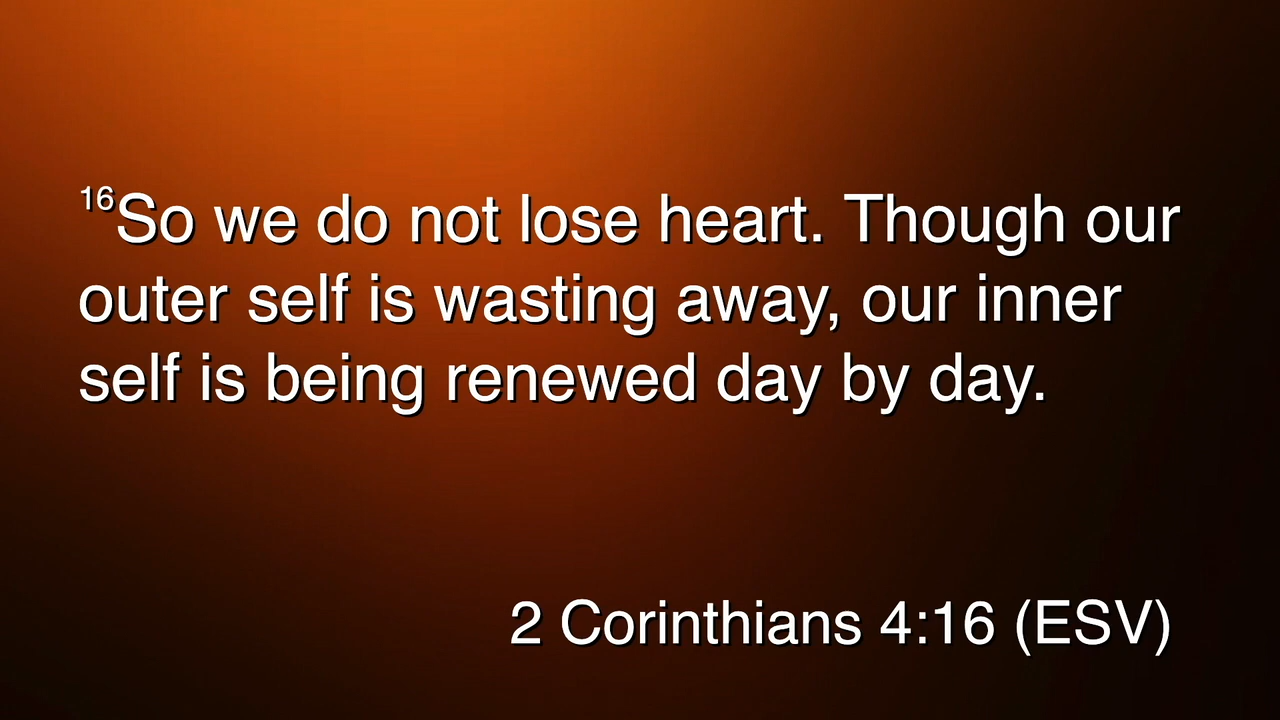 16So we do not lose heart. Though our
outer self is wasting away, our inner
self is being renewed day by day.
2 Corinthians 4:16 (ESV)